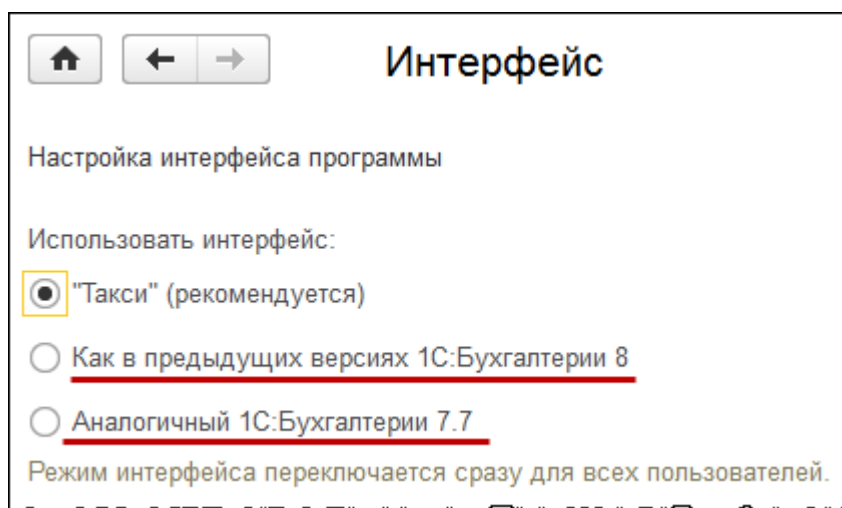 Интерфейс
Настройка интерфейса программы
Использовать интерфейс:
"Такси" (рекомендуется)
Как в предыдущих версиях 1С:Бухгалтерии 8
Аналогичный 1С:Бухгалтерии 7.7
Режим интерфейса переключается сразу для всех пользователей.